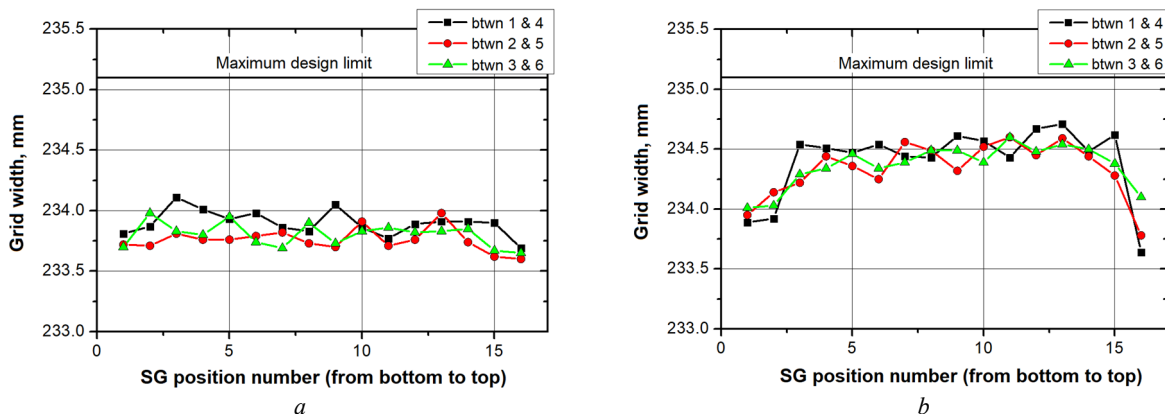 235.5
235.0
234.5
234.0
233.5
233.0
Grid width, mm
btwn 1 & 4
btwn 2 & 5
btwn 3 & 6
Maximum design limit
0
5
10
15
SG position number (from bottom to top)
a
235.5
235.0
234.5
234.0
233.5
233.0
Grid width, mm
btwn 1 & 4
btwn 2 & 5
btwn 3 & 6
Maximum design limit
0
5
10
15
SG position number (from bottom to top)
b